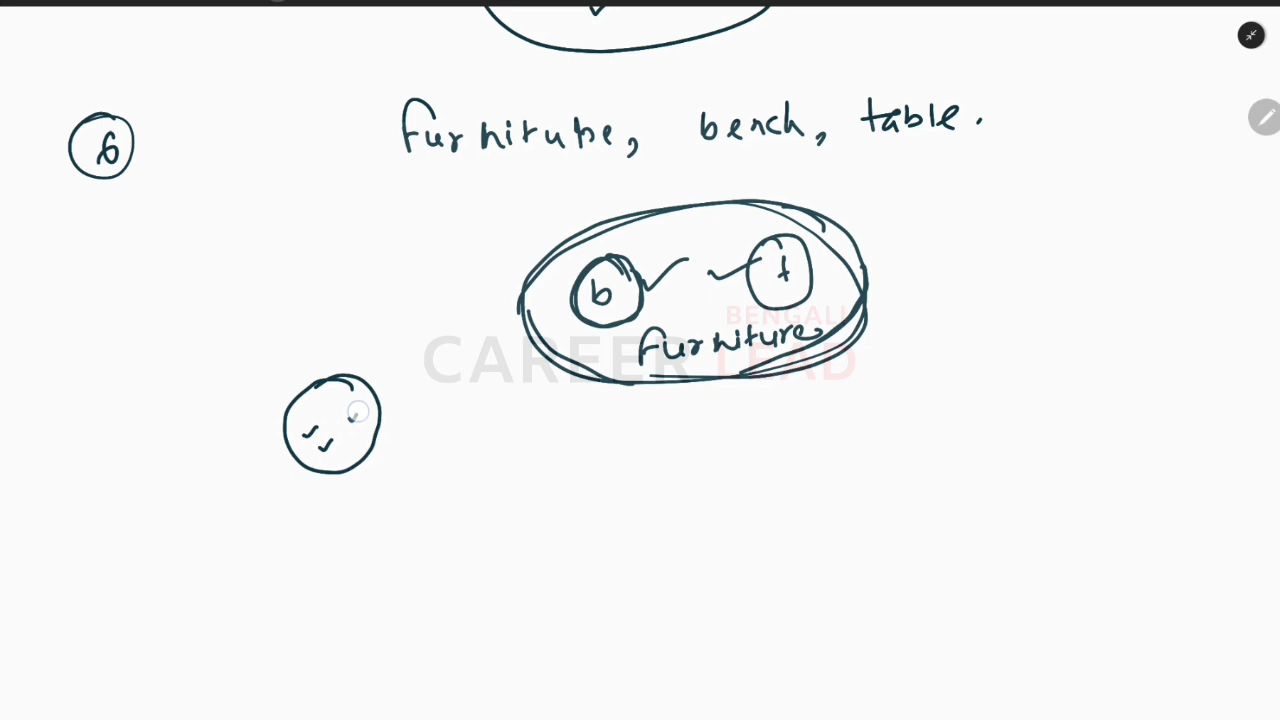 6 furniture, bench, table.
b t
furniture
BENGALI
CAREER LEAD